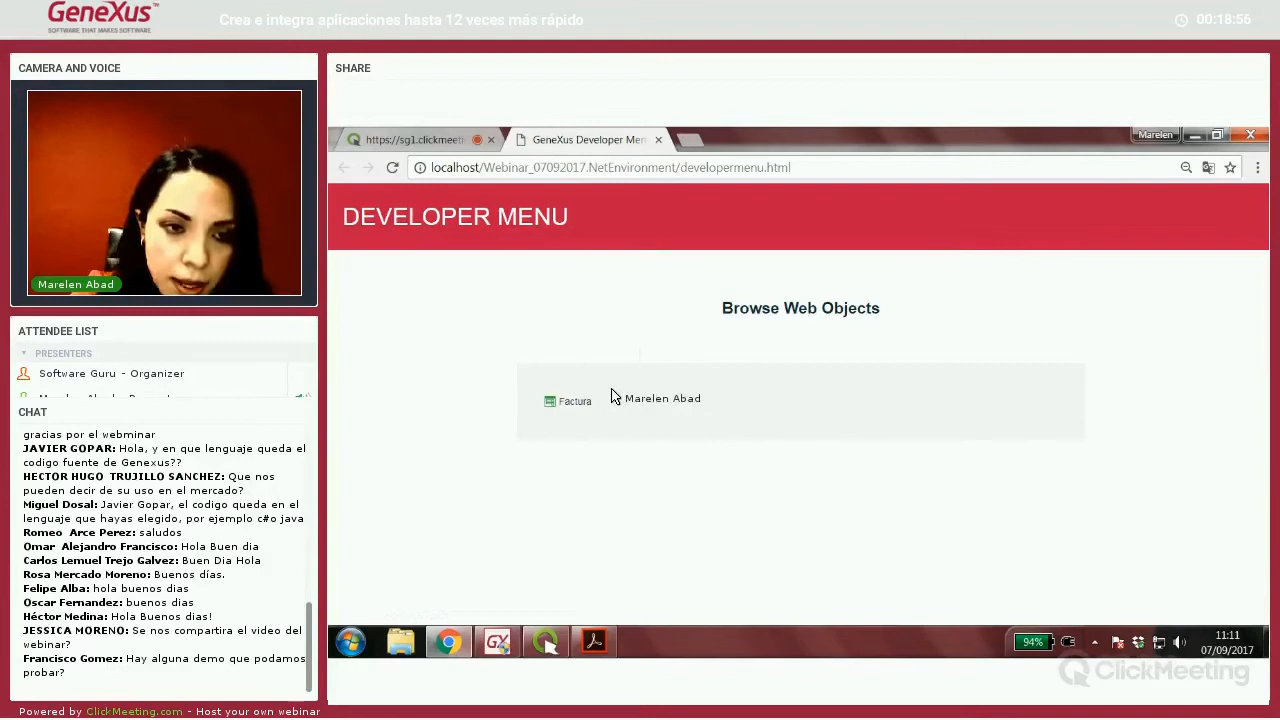 GeneXus™
SOFTWARE THAT MAKES SOFTWARE
Crea e integra aplicaciones hasta 12 veces más rápido
00:18:56
CAMERA AND VOICE
Marelen Abad
ATTENDEE LIST
PRESENTERS
Software Guru - Organizer
CHAT
gracias por el webminar
JAVIER GOPAR: Hola, y en que lenguaje queda el
codigo fuente de Genexus??
HECTOR HUGO TRUJILLO SANCHEZ: Que nos
pueden decir de su uso en el mercado?
Miguel Dosal: Javier Gopar, el codigo queda en el
lenguaje que hayas elegido, por ejemplo c#o java
Romeo Arce Perez: saludos
Omar Alejandro Francisco: Hola Buen dia
Carlos Lemuel Trejo Galvez: Buen Dia Hola
Rosa Mercado Moreno: Buenos días.
Felipe Alba: hola buenos dias
Oscar Fernandez: buenos dias
Héctor Medina: Hola Buenos dias!
JESSICA MORENO: Se nos compartira el video del
webinar?
Francisco Gomez: Hay alguna demo que podamos
probar?
Powered by ClickMeeting.com - Host your own webinar
SHARE
https://sg1.clickmeeti
GeneXus Developer Men
Marelen
localhost/Webinar_07092017.NetEnvironment/developermenu.html
DEVELOPER MENU
Browse Web Objects
Factura
Marelen Abad
GX
94%
11:11
07/09/2017
ClickMeeting